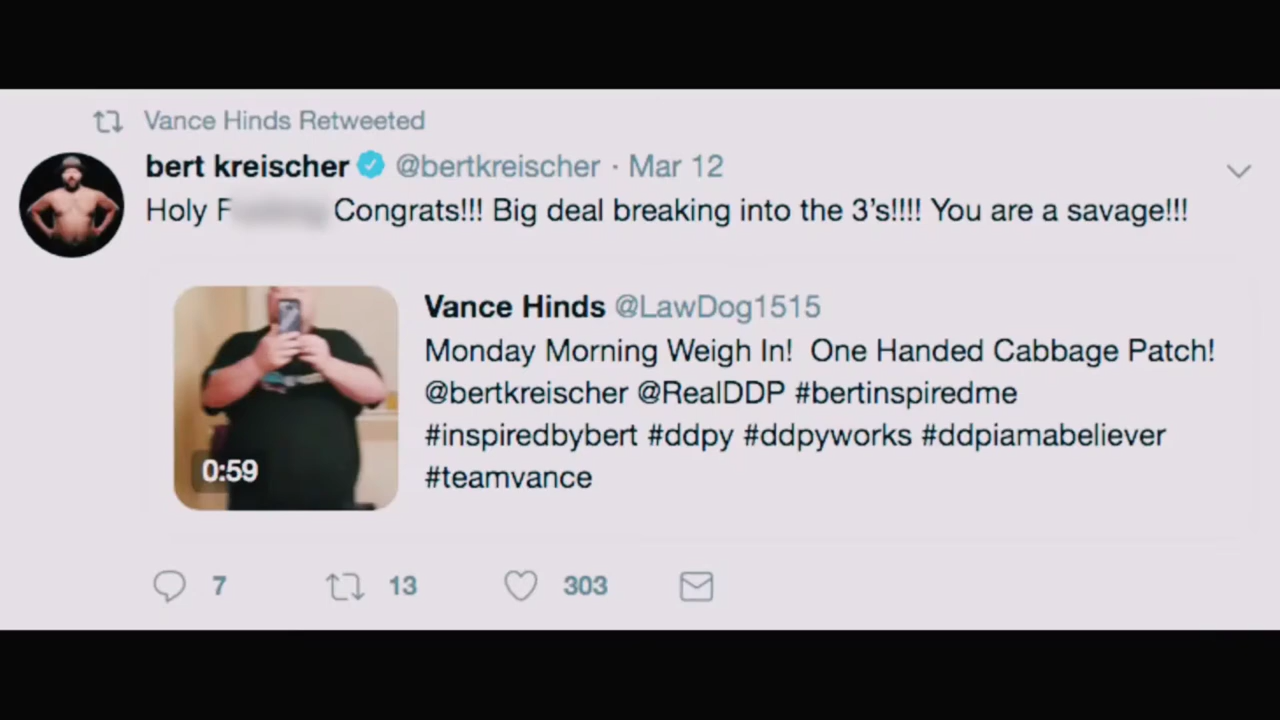 Vance Hinds Retweeted
bert kreischer @bertkreischer · Mar 12
Holy F Congrats!!! Big deal breaking into the 3's!!!! You are a savage!!!
Vance Hinds @LawDog1515
Monday Morning Weigh In! One Handed Cabbage Patch!
@bertkreischer @RealDDP #bertinspiredme
#inspiredbybert #ddpy #ddpyworks #ddpiamabeliever
#teamvance
0:59
7 13 303